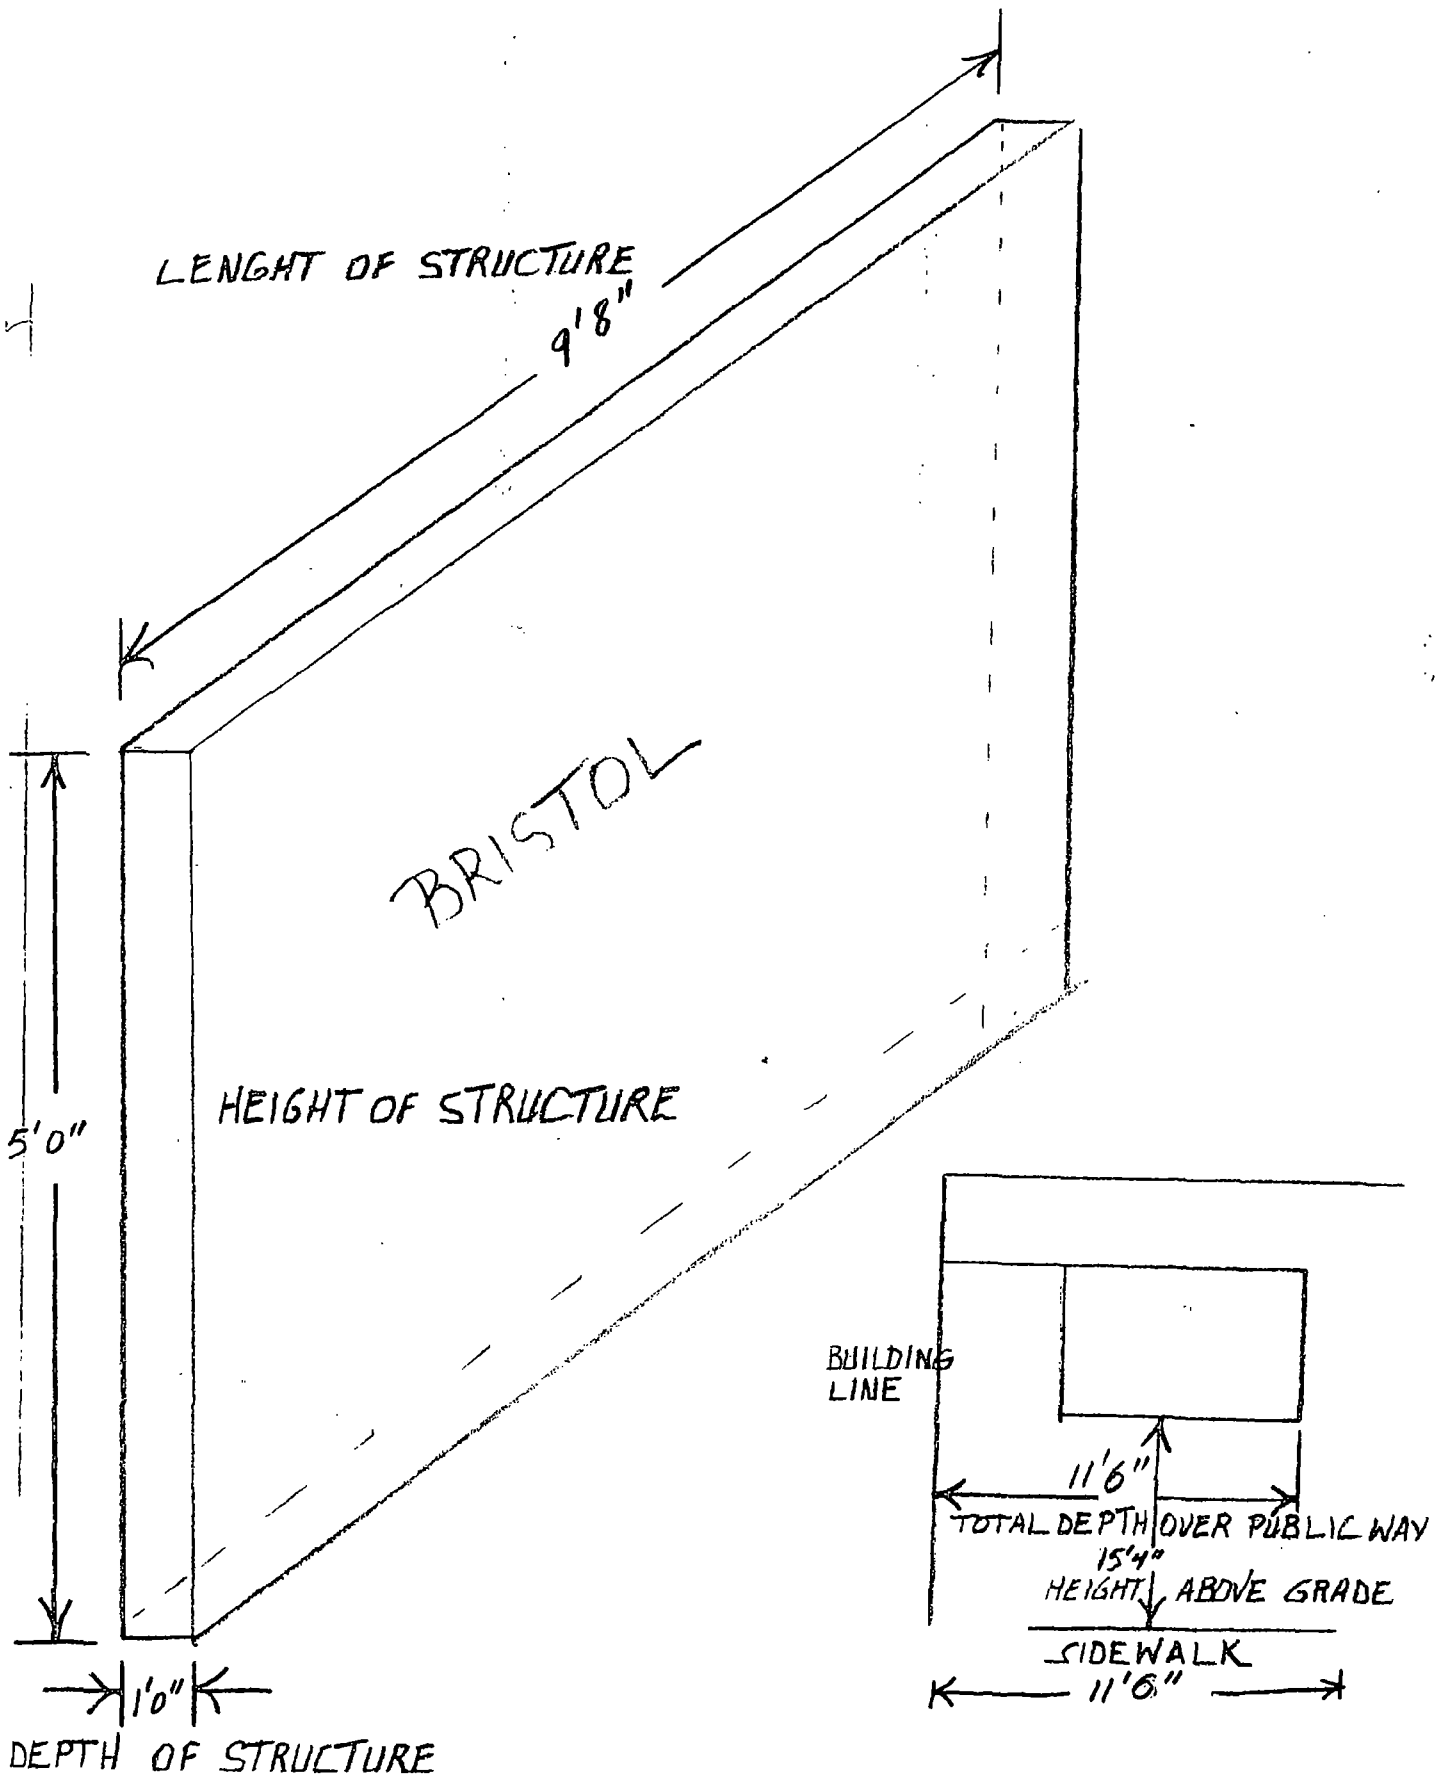 LENGHT OF STRUCTURE
9'8"
BRISTOL
HEIGHT OF STRUCTURE
5'0"
1'0"
DEPTH OF STRUCTURE
BUILDING
LINE
11'6"
TOTAL DEPTH OVER PUBLIC WAY
15'4"
HEIGHT ABOVE GRADE
SIDEWALK
11'6"